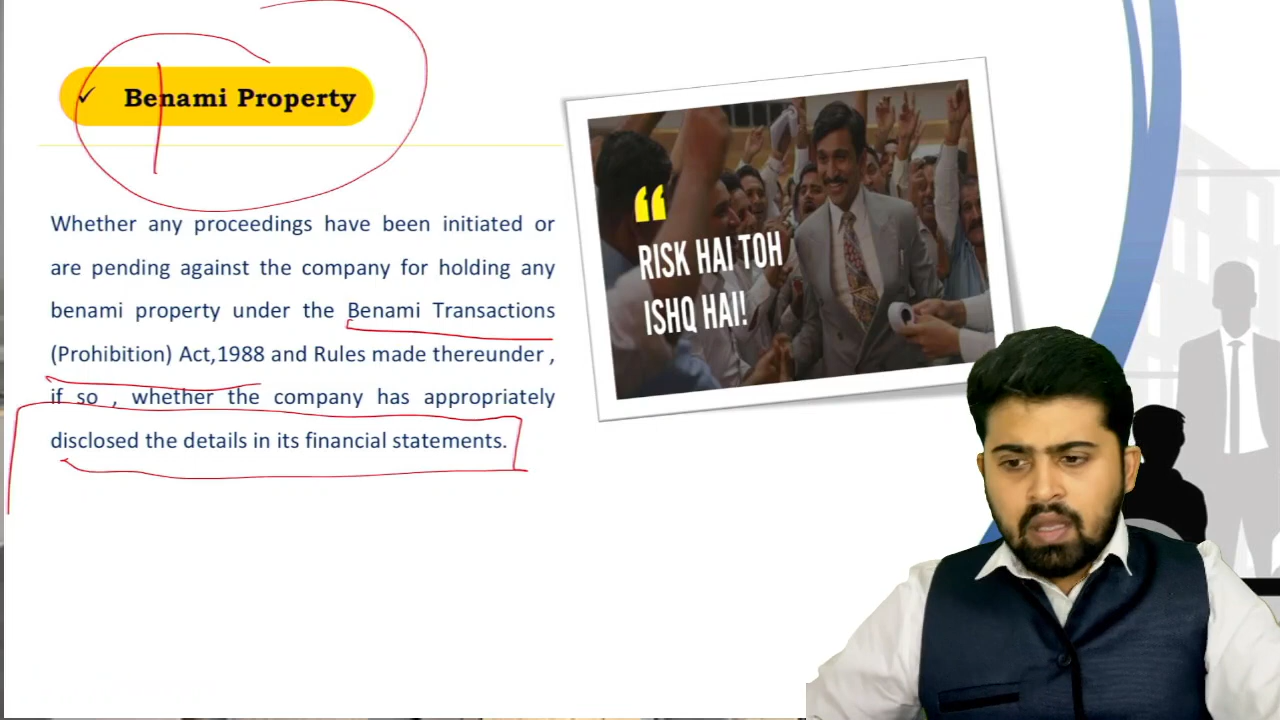 ✓ Benami Property
Whether any proceedings have been initiated or
are pending against the company for holding any
benami property under the Benami Transactions
(Prohibition) Act,1988 and Rules made thereunder ,
if so , whether the company has appropriately
disclosed the details in its financial statements.
“
RISK HAI TOH
ISHQ HAI!